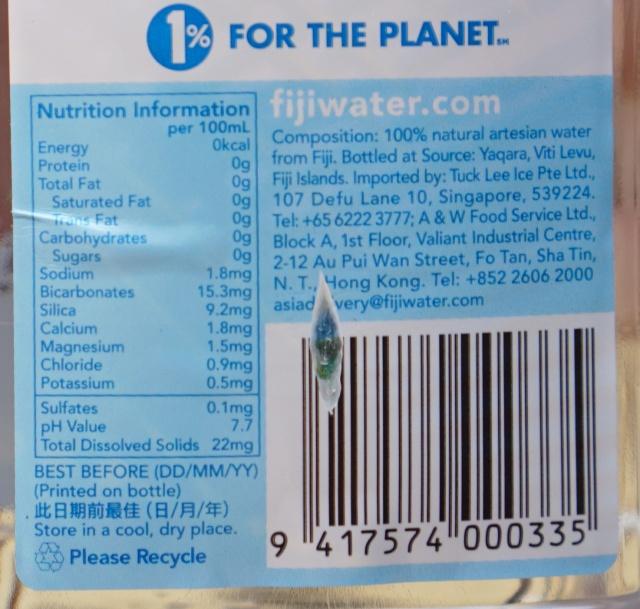 1% FOR THE PLANET SM
Nutrition Information
per 100mL
Energy 0kcal
Protein 0g
Total Fat 0g
Saturated Fat 0g
Trans Fat 0g
Carbohydrates 0g
Sugars 0g
Sodium 1.8mg
Bicarbonates 15.3mg
Silica 9.2mg
Calcium 1.8mg
Magnesium 1.5mg
Chloride 0.9mg
Potassium 0.5mg
Sulfates 0.1mg
pH Value 7.7
Total Dissolved Solids 22mg
BEST BEFORE (DD/MM/YY)
(Printed on bottle)
此日期前最佳 (日/月/年)
Store in a cool, dry place.
Please Recycle
fijiwater.com
Composition: 100% natural artesian water
from Fiji. Bottled at Source: Yaqara, Viti Levu,
Fiji Islands. Imported by: Tuck Lee Ice Pte Ltd.,
107 Defu Lane 10, Singapore, 539224.
Tel: +65 6222 3777; A & W Food Service Ltd.,
Block A, 1st Floor, Valiant Industrial Centre,
2-12 Au Pui Wan Street, Fo Tan, Sha Tin,
N. T., Hong Kong. Tel: +852 2606 2000
9 417574 000335